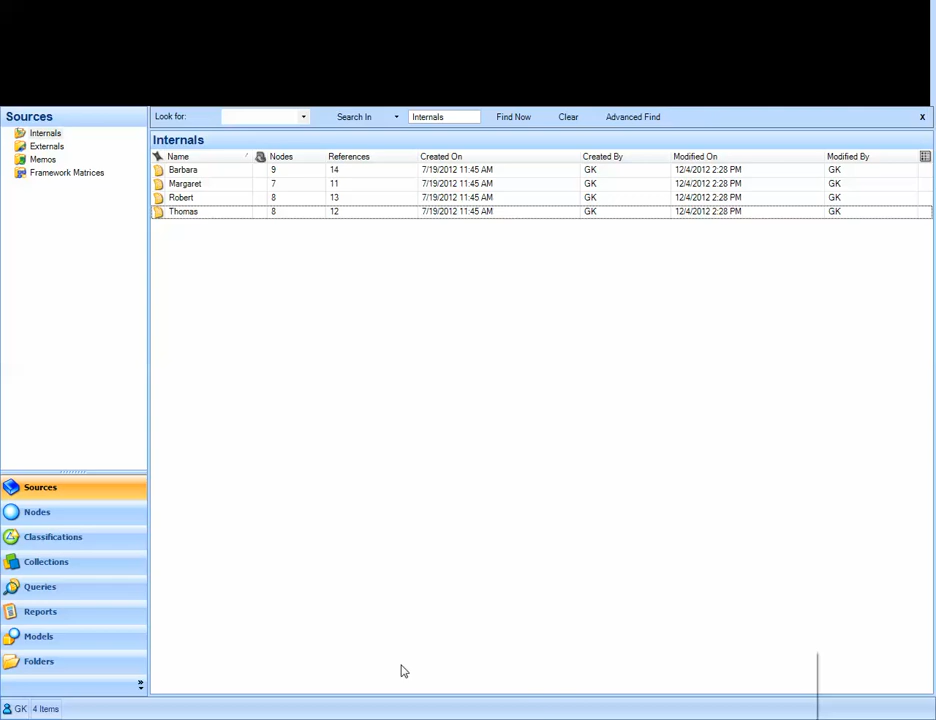 Sources
Look for: Search In Internals Find Now Clear Advanced Find X
Internals
Externals
Memos
Framework Matrices
Internals
Name Nodes References Created On Created By Modified On Modified By
Barbara 9 14 7/19/2012 11:45 AM GK 12/4/2012 2:28 PM GK
Margaret 7 11 7/19/2012 11:45 AM GK 12/4/2012 2:28 PM GK
Robert 8 13 7/19/2012 11:45 AM GK 12/4/2012 2:28 PM GK
Thomas 8 12 7/19/2012 11:45 AM GK 12/4/2012 2:28 PM GK
Sources
Nodes
Classifications
Collections
Queries
Reports
Models
Folders
GK 4 Items